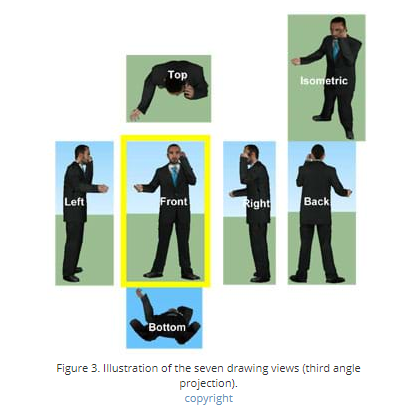 Top
Isometric
Left
Front
Right
Back
Bottom
Figure 3. Illustration of the seven drawing views (third angle
projection).
copyright